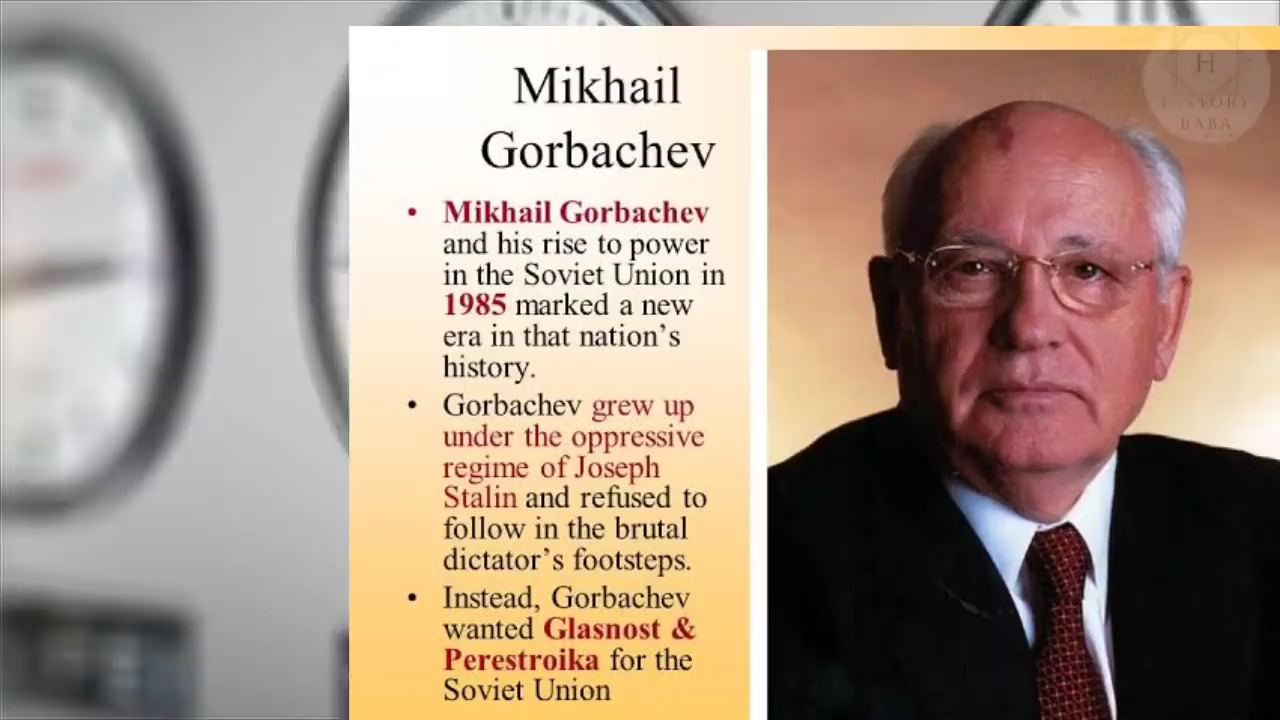 Mikhail
Gorbachev
• Mikhail Gorbachev
and his rise to power
in the Soviet Union in
1985 marked a new
era in that nation's
history.
• Gorbachev grew up
under the oppressive
regime of Joseph
Stalin and refused to
follow in the brutal
dictator's footsteps.
• Instead, Gorbachev
wanted Glasnost &
Perestroika for the
Soviet Union
H
HISTORY
BABA